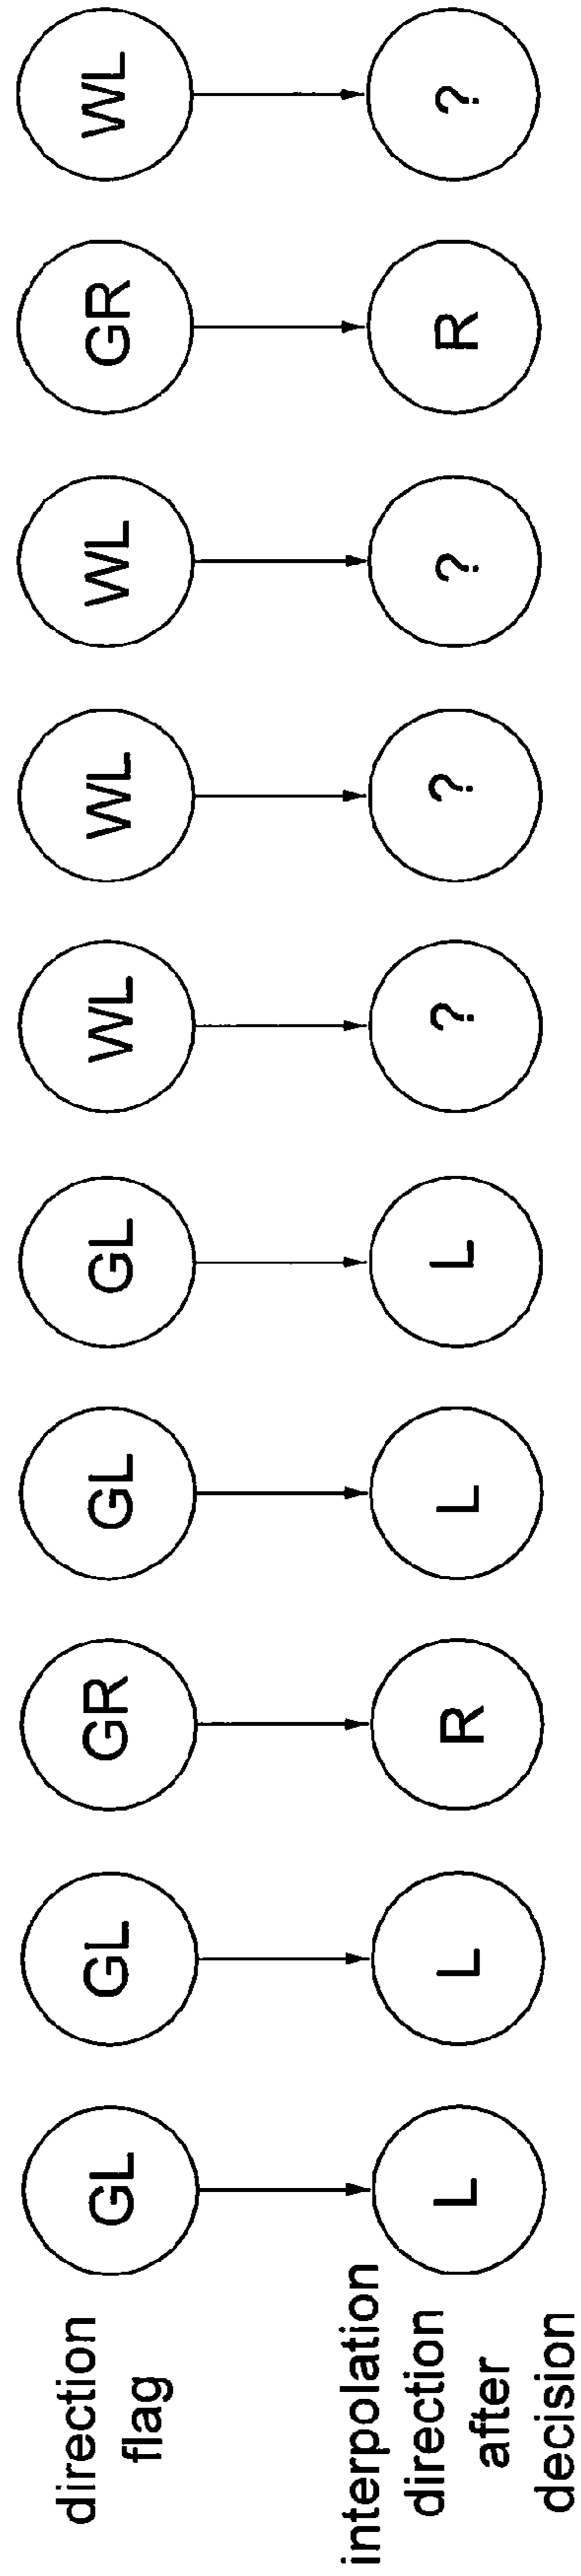 direction
flag
GL GL GR GL GL WL WL WL GR WL
interpolation
direction
after
decision
L L R L L ? ? ? R ?